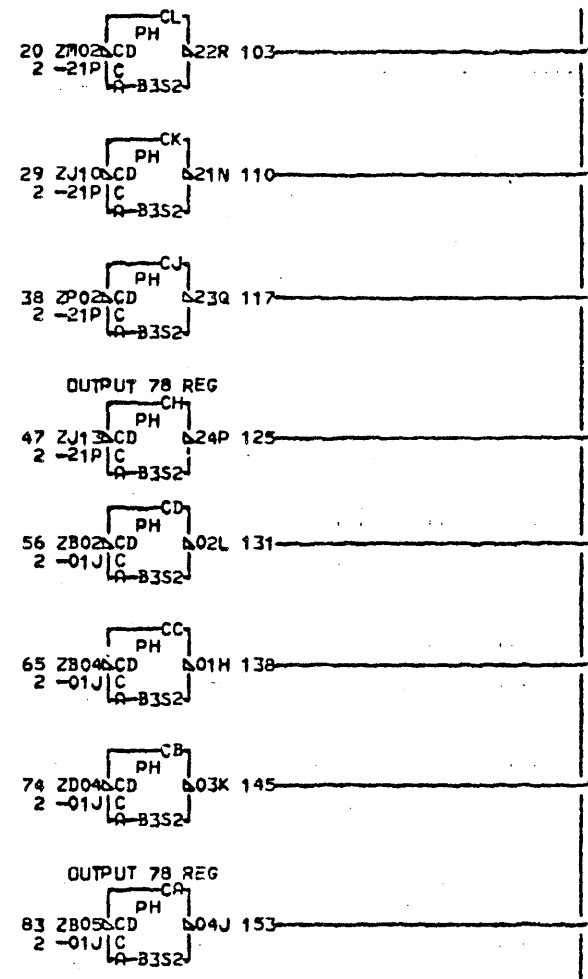 CL
PH
20 ZM02 CD 22R 103
2 -21P C
A B3S2
CK
PH
29 ZJ10 CD 21N 110
2 -21P C
A B3S2
CJ
PH
38 ZP02 CD 23Q 117
2 -21P C
A B3S2
OUTPUT 78 REG
CH
PH
47 ZJ13 CD 24P 125
2 -21P C
A B3S2
CD
PH
56 ZB02 CD 02L 131
2 -01J C
A B3S2
CC
PH
65 ZB04 CD 01H 138
2 -01J C
A B3S2
CB
PH
74 ZD04 CD 03K 145
2 -01J C
A B3S2
OUTPUT 78 REG
CA
PH
83 ZB05 CD 04J 153
2 -01J C
A B3S2